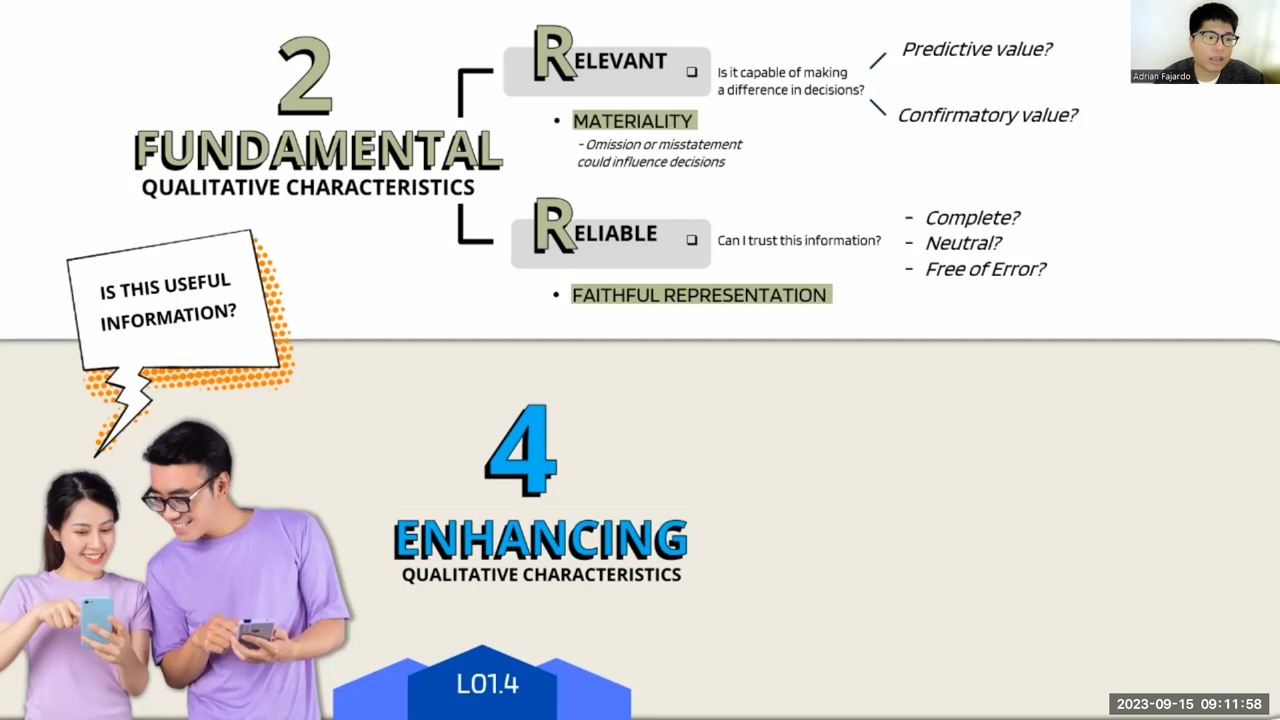 2
FUNDAMENTAL
QUALITATIVE CHARACTERISTICS
RELEVANT
❑ Is it capable of making
a difference in decisions?
Predictive value?
Confirmatory value?
• MATERIALITY
- Omission or misstatement
could influence decisions
RELIABLE
❑ Can I trust this information?
- Complete?
- Neutral?
- Free of Error?
• FAITHFUL REPRESENTATION
IS THIS USEFUL
INFORMATION?
4
ENHANCING
QUALITATIVE CHARACTERISTICS
LO1.4
Adrian Fajardo
2023-09-15 09:11:58